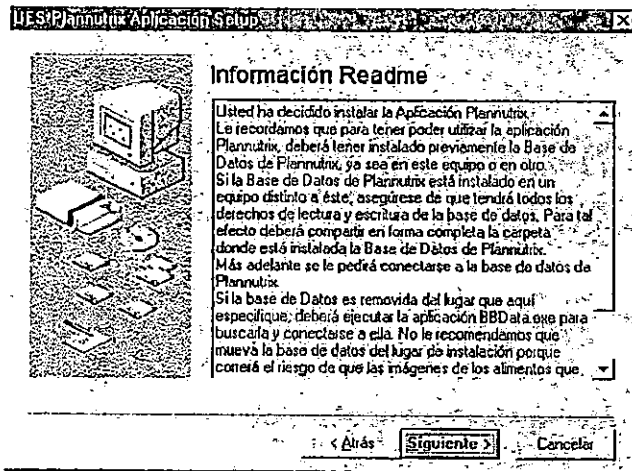 UES Plannutrix Aplicación Setup
Información Readme
Usted ha decidido instalar la Aplicación Plannutrix.
Le recordamos que para tener poder utilizar la aplicación
Plannutrix, deberá tener instalado previamente la Base de
Datos de Plannutrix, ya sea en este equipo o en otro.
Si la Base de Datos de Plannutrix está instalado en un
equipo distinto a éste, asegúrese de que tendrá todos los
derechos de lectura y escritura de la base de datos. Para tal
efecto deberá compartir en forma completa la carpeta
donde está instalada la Base de Datos de Plannutrix.
Más adelante se le pedirá conectarse a la base de datos de
Plannutrix
Si la base de Datos es removida del lugar que aquí
especifique, deberá ejecutar la aplicación BBData.exe para
buscarla y conectarse a ella. No le recomendamos que
mueva la base de datos del lugar de instalación porque
correrá el riesgo de que las imágenes de los alimentos que
< Atrás
Siguiente >
Cancelar